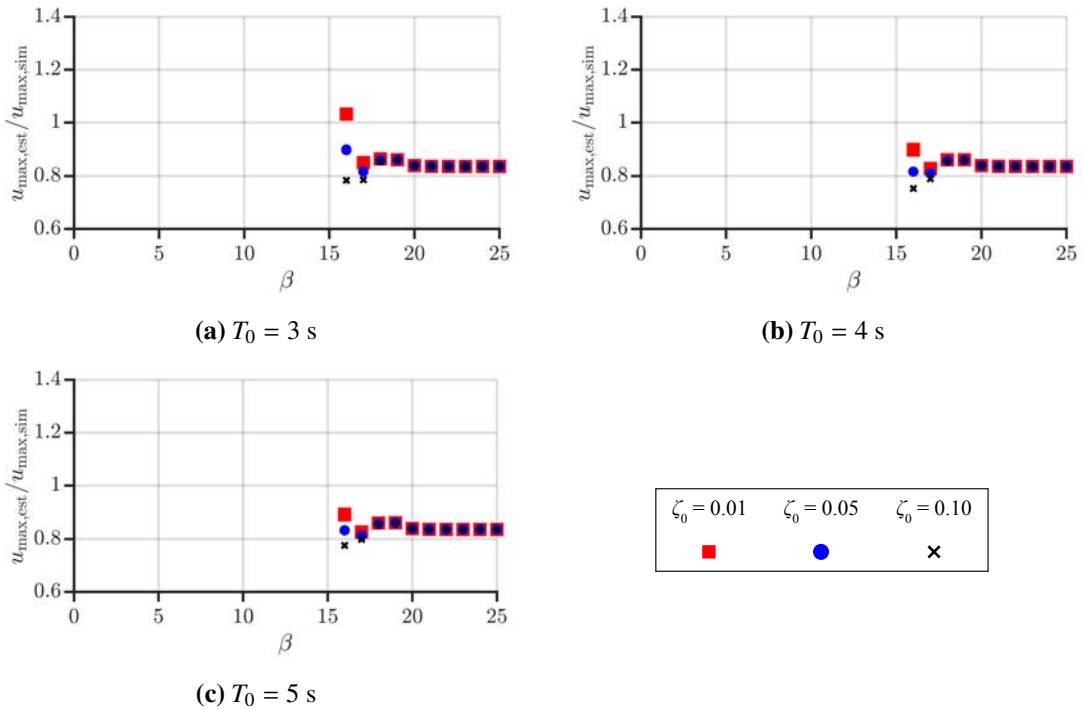 1.4
1.2
1
0.8
0.6
u_max,est/u_max,sim
0 5 10 15 20 25
β
(a) T₀ = 3 s
1.4
1.2
1
0.8
0.6
u_max,est/u_max,sim
0 5 10 15 20 25
β
(b) T₀ = 4 s
1.4
1.2
1
0.8
0.6
u_max,est/u_max,sim
0 5 10 15 20 25
β
(c) T₀ = 5 s
ζ₀ = 0.01 ζ₀ = 0.05 ζ₀ = 0.10